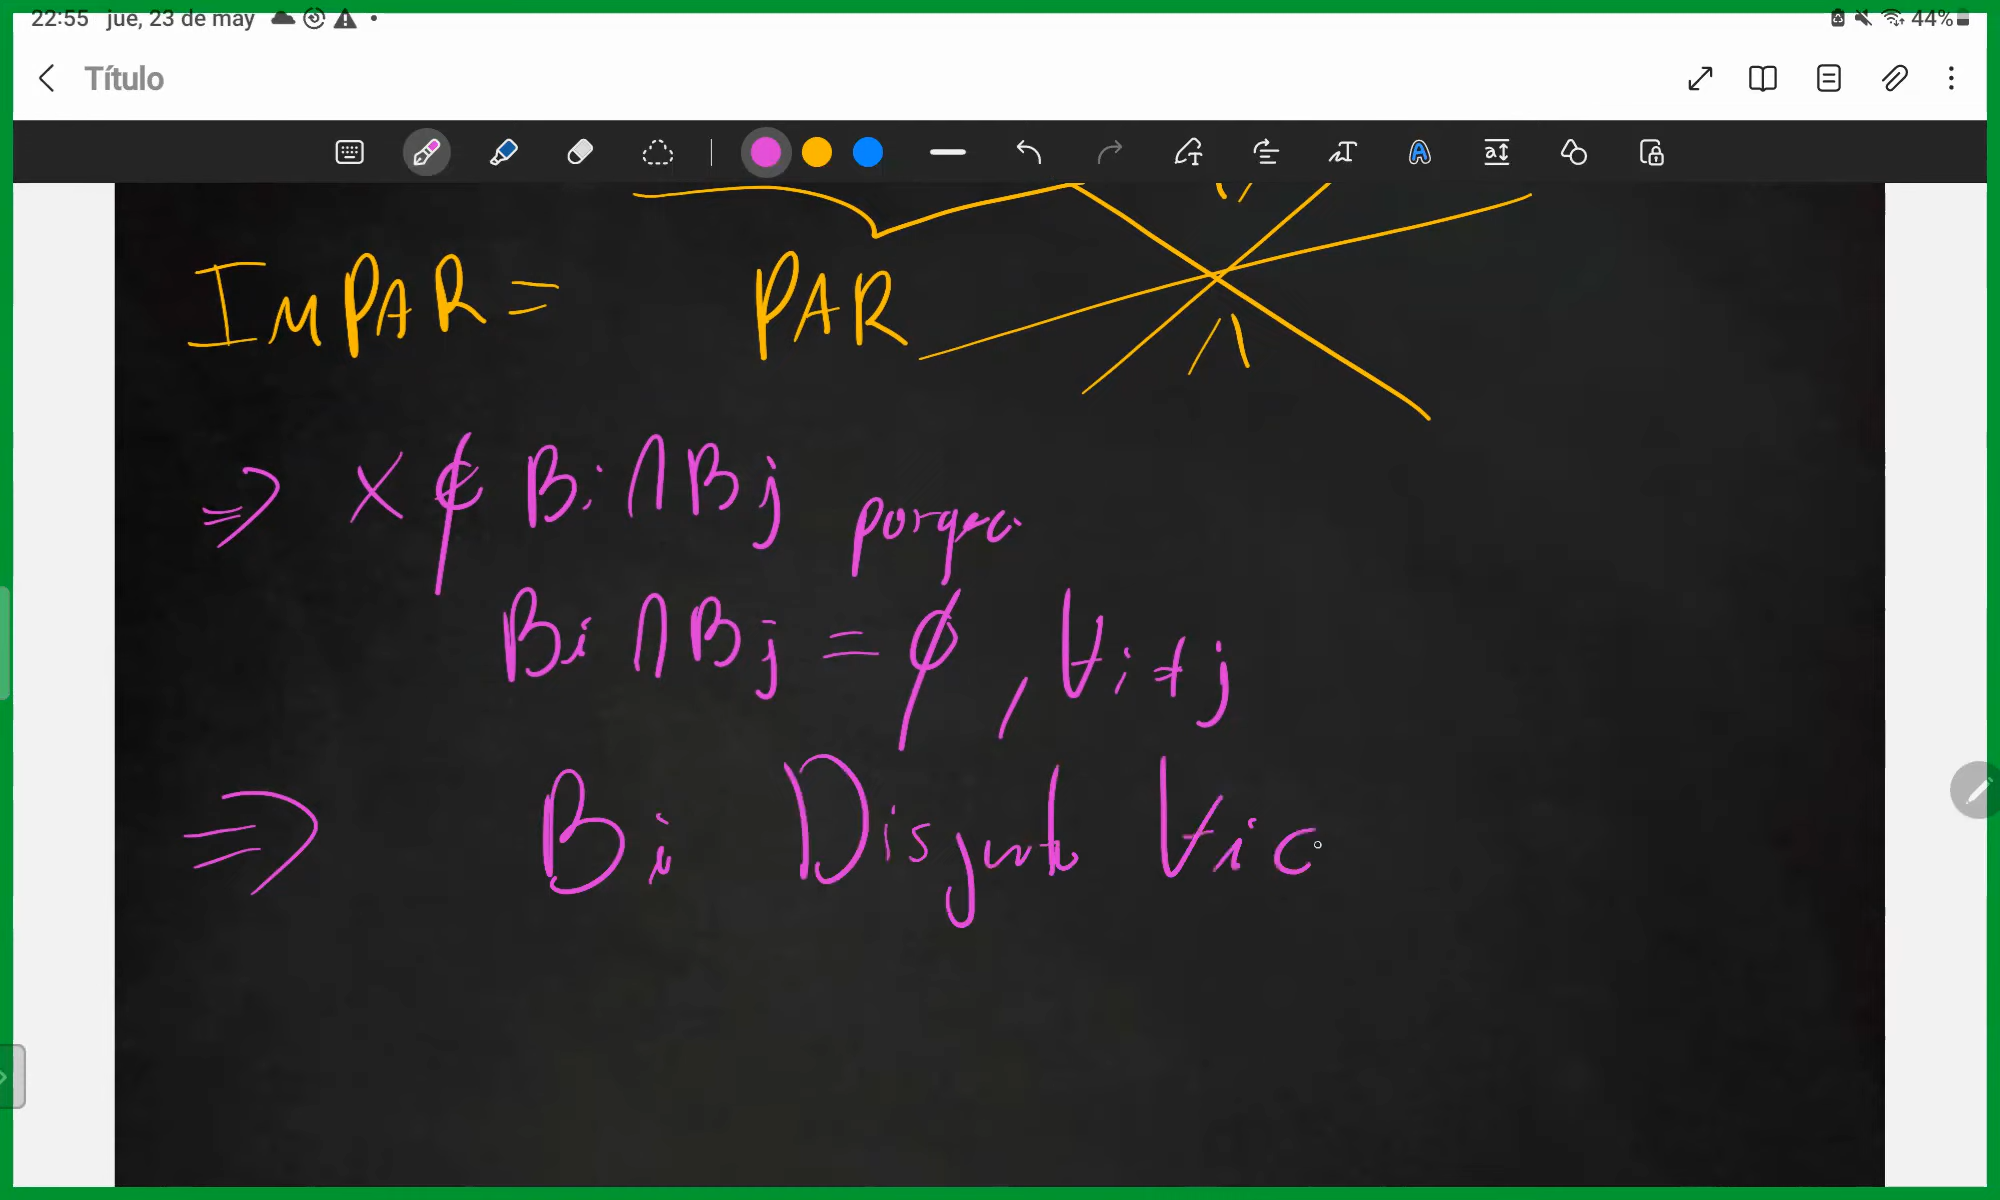 22:55 jue, 23 de may 44%
Título
IMPAR = PAR
⇒ x ∉ Bi ∩ Bj porque
Bi ∩ Bj = ∅, ∀ i ≠ j
⇒ Bi Disjunto ∀ i c